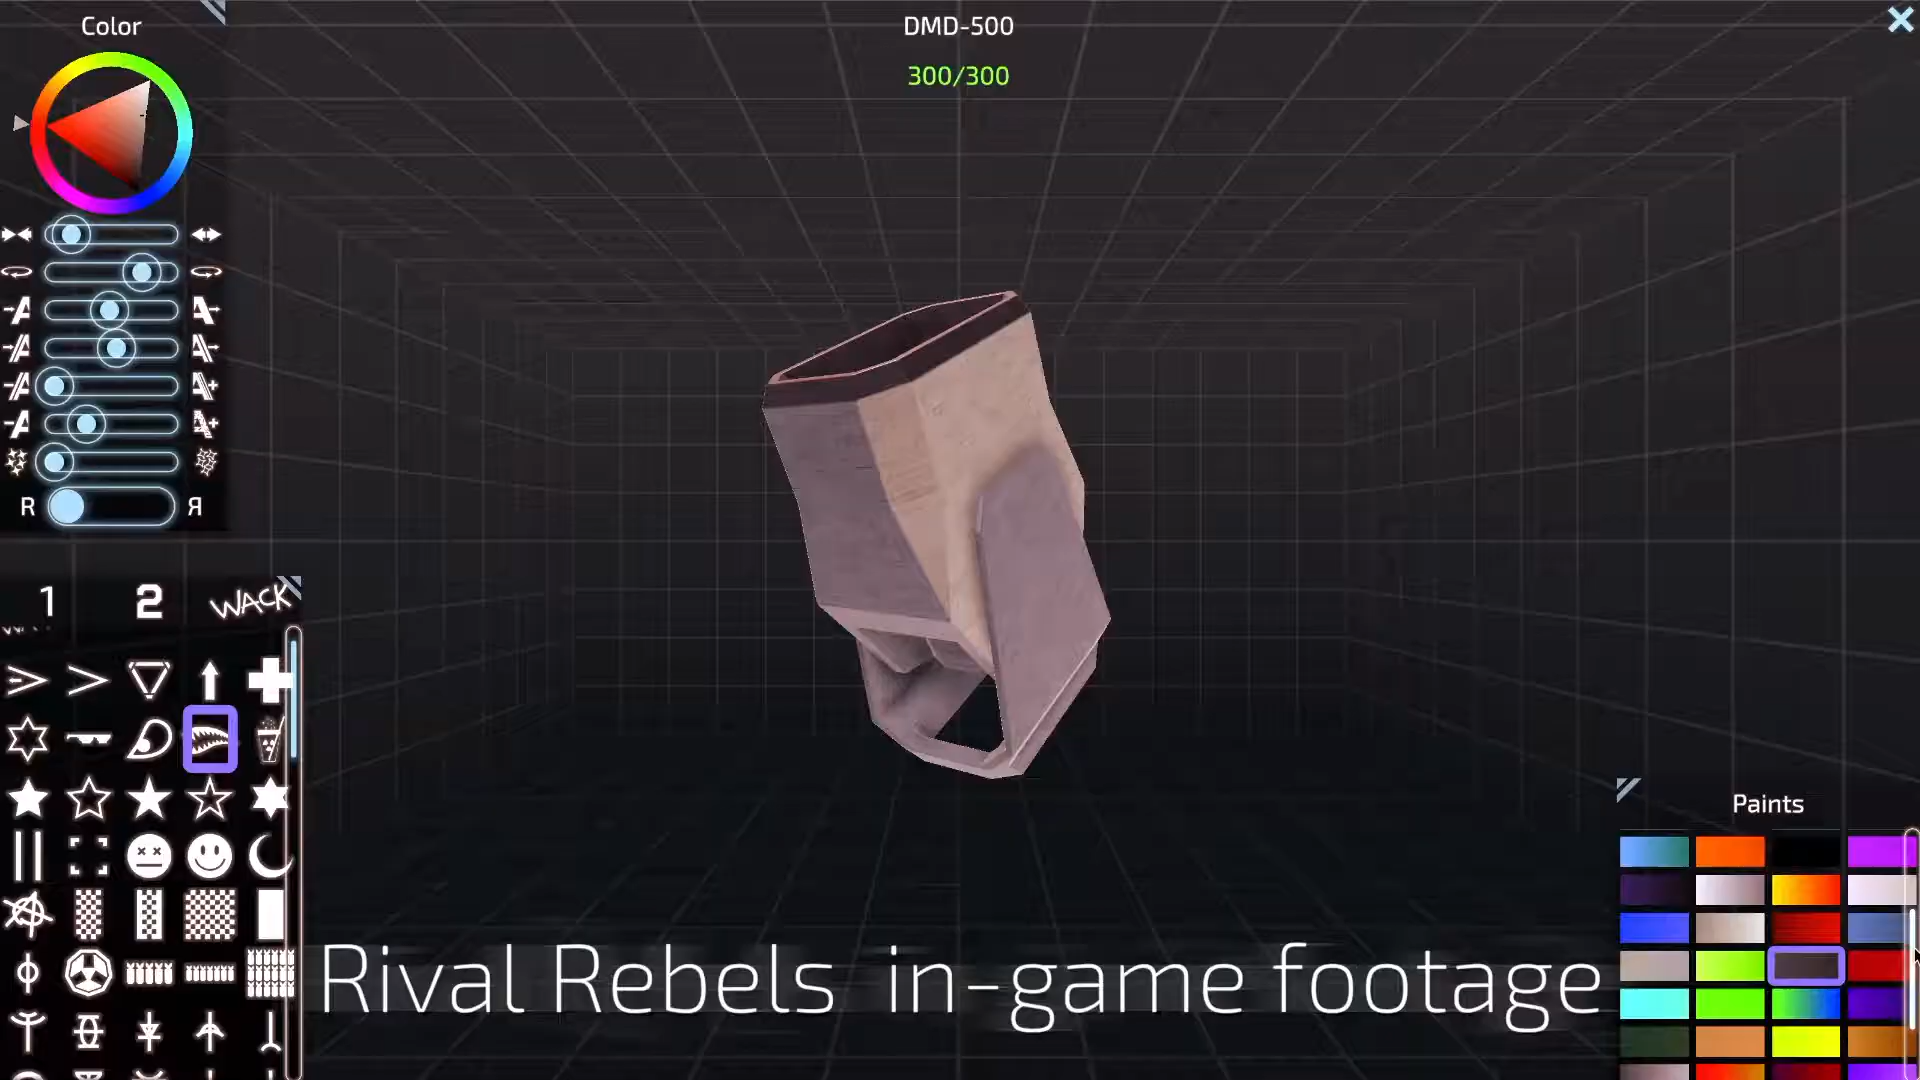 Color
DMD-500
300/300
R Я
1 2 WACK
Paints
Rival Rebels in-game footage